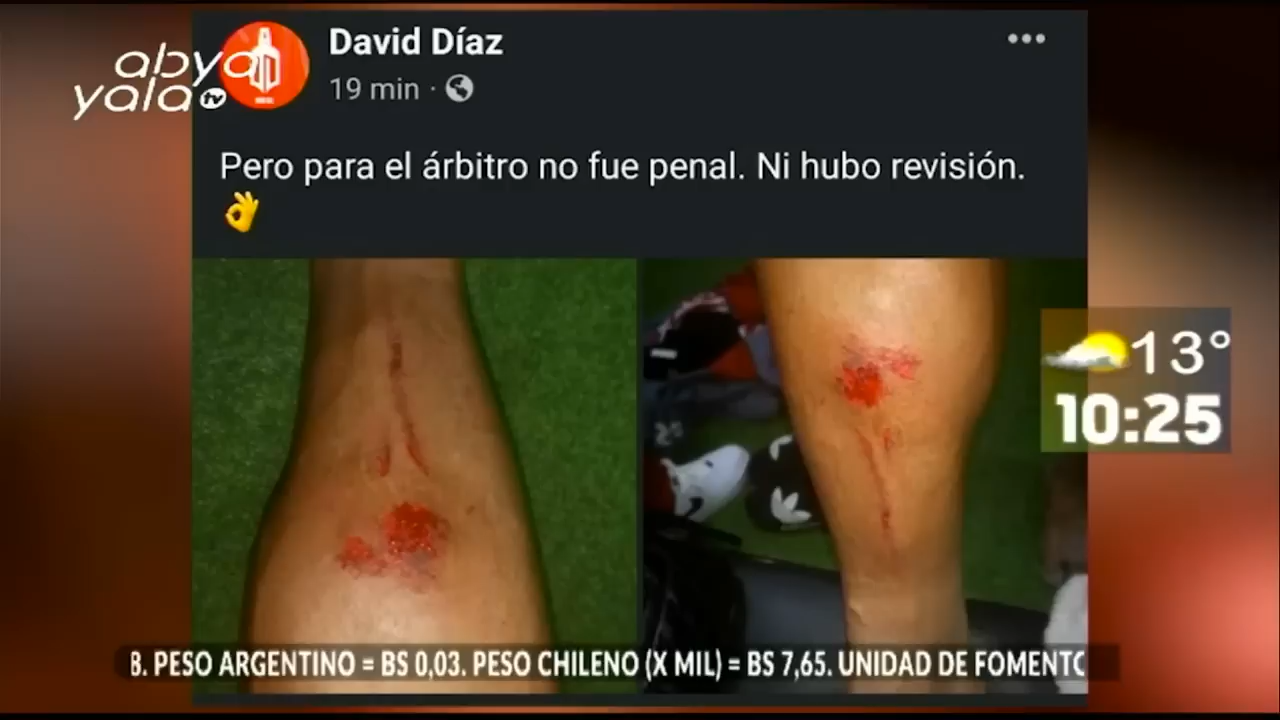 abya
yala tv
David Díaz
19 min ·
Pero para el árbitro no fue penal. Ni hubo revisión.
👌
13°
10:25
8. PESO ARGENTINO = BS 0,03. PESO CHILENO (X MIL) = BS 7,65. UNIDAD DE FOMENTO